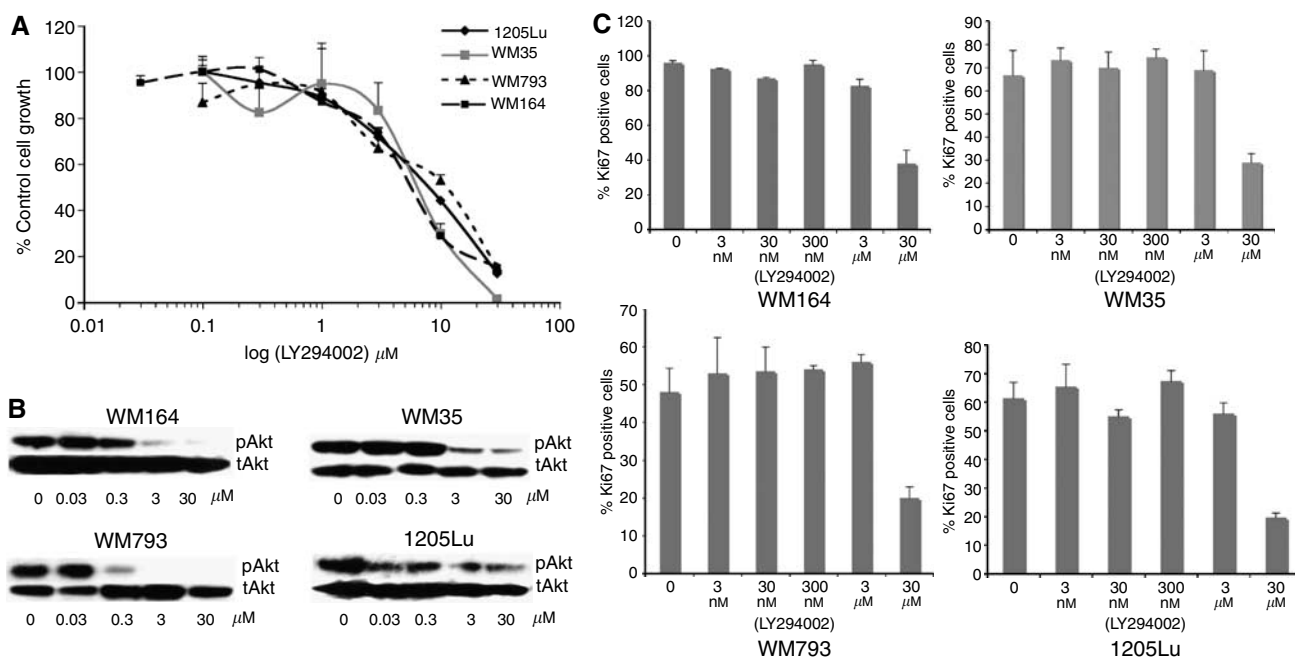 A
120
100
80
60
40
20
0
% Control cell growth
0.01 0.1 1 10 100
log (LY294002) μM
1205Lu
WM35
WM793
WM164
B
WM164
pAkt
tAkt
0 0.03 0.3 3 30 μM
WM35
pAkt
tAkt
0 0.03 0.3 3 30 μM
WM793
pAkt
tAkt
0 0.03 0.3 3 30 μM
1205Lu
pAkt
tAkt
0 0.03 0.3 3 30 μM
C
120
100
80
60
40
20
0
% Ki67 positive cells
0 3 30 300 3 30
nM nM nM μM μM
(LY294002)
WM164
90
80
70
60
50
40
30
20
10
0
% Ki67 positive cells
0 3 30 300 3 30
nM nM nM μM μM
(LY294002)
WM35
70
60
50
40
30
20
10
0
% Ki67 positive cells
0 3 30 300 3 30
nM nM nM μM μM
(LY294002)
WM793
80
70
60
50
40
30
20
10
0
% Ki67 positive cells
0 3 30 300 3 30
nM nM nM μM μM
(LY294002)
1205Lu